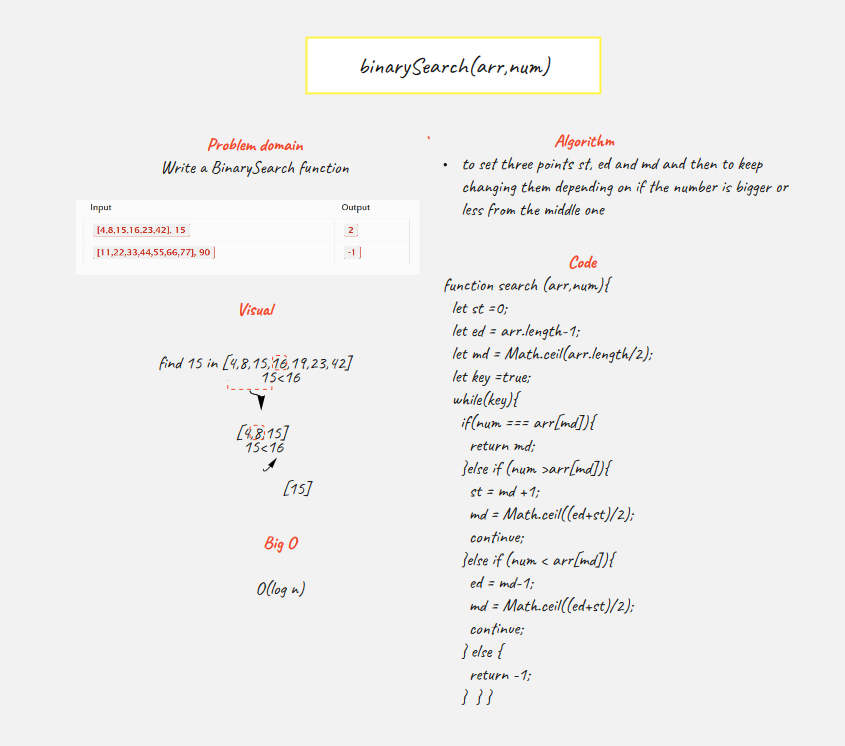 binarySearch(arr,num)
Problem domain
Write a BinarySearch function
Input Output
[4,8,15,16,23,42], 15 2
[11,22,33,44,55,66,77], 90 -1
Visual
find 15 in [4,8,15,16,19,23,42]
15<16
[4,8,15]
15<16
[15]
Big O
O(log n)
Algorithm
• to set three points st, ed and md and then to keep
changing them depending on if the number is bigger or
less from the middle one
Code
function search (arr,num){
let st =0;
let ed = arr.length-1;
let md = Math.ceil(arr.length/2);
let key =true;
while(key){
if(num === arr[md]){
return md;
}else if (num >arr[md]){
st = md +1;
md = Math.ceil((ed+st)/2);
continue;
}else if (num < arr[md]){
ed = md-1;
md = Math.ceil((ed+st)/2);
continue;
} else {
return -1;
} } }